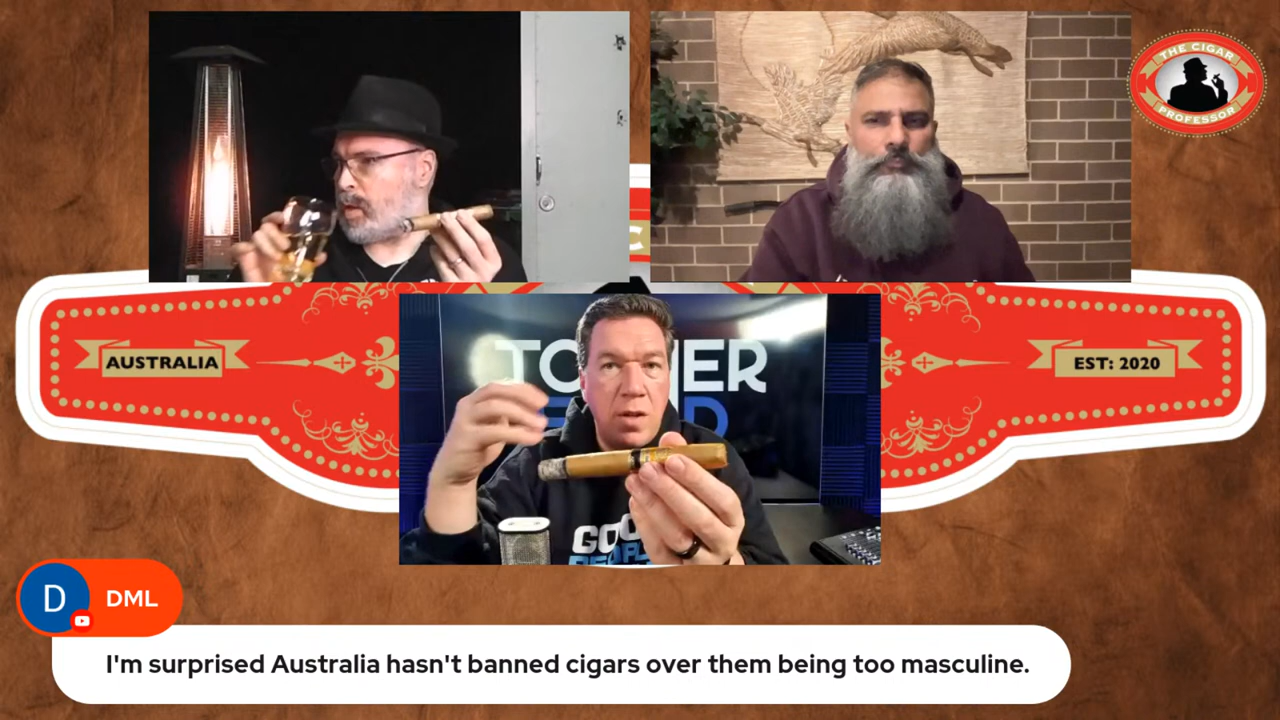 THE CIGAR
PROFESSOR
AUSTRALIA
EST: 2020
D
DML
I'm surprised Australia hasn't banned cigars over them being too masculine.